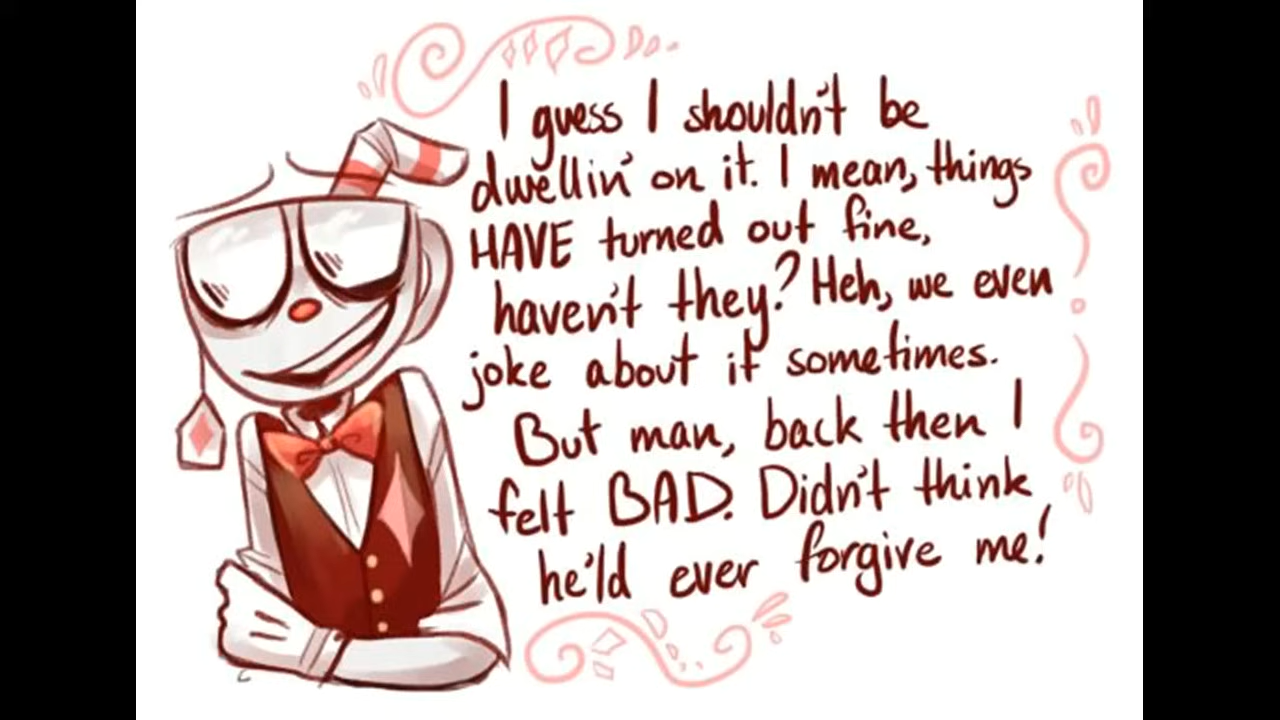 I guess I shouldn't be
dwellin' on it. I mean, things
HAVE turned out fine,
haven't they? Heh, we even
joke about it sometimes.
But man, back then I
felt BAD. Didn't think
he'ld ever forgive me!